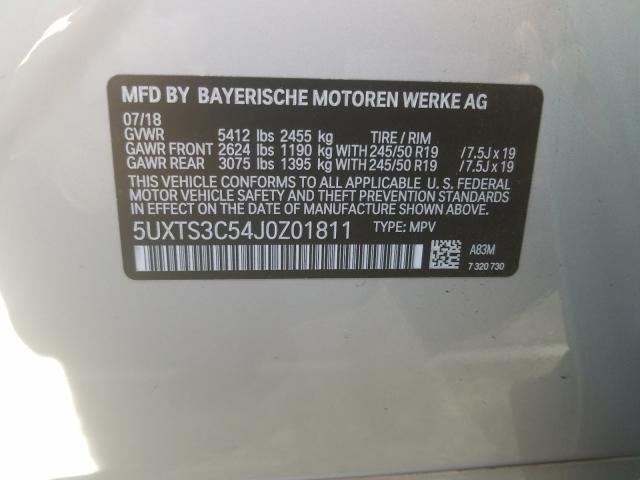 MFD BY BAYERISCHE MOTOREN WERKE AG
07/18
GVWR 5412 lbs 2455 kg TIRE / RIM
GAWR FRONT 2624 lbs 1190 kg WITH 245/50 R19 /7.5J x 19
GAWR REAR 3075 lbs 1395 kg WITH 245/50 R19 /7.5J x 19
THIS VEHICLE CONFORMS TO ALL APPLICABLE U. S. FEDERAL
MOTOR VEHICLE SAFETY AND THEFT PREVENTION STANDARDS
IN EFFECT ON THE DATE OF MANUFACTURE SHOWN ABOVE.
5UXTS3C54J0Z01811 TYPE: MPV
A83M
7 320 730